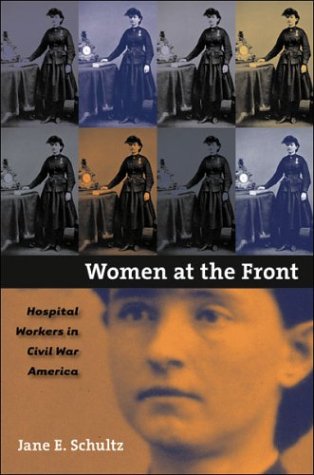 Women at the Front
Hospital
Workers in
Civil War
America
Jane E. Schultz